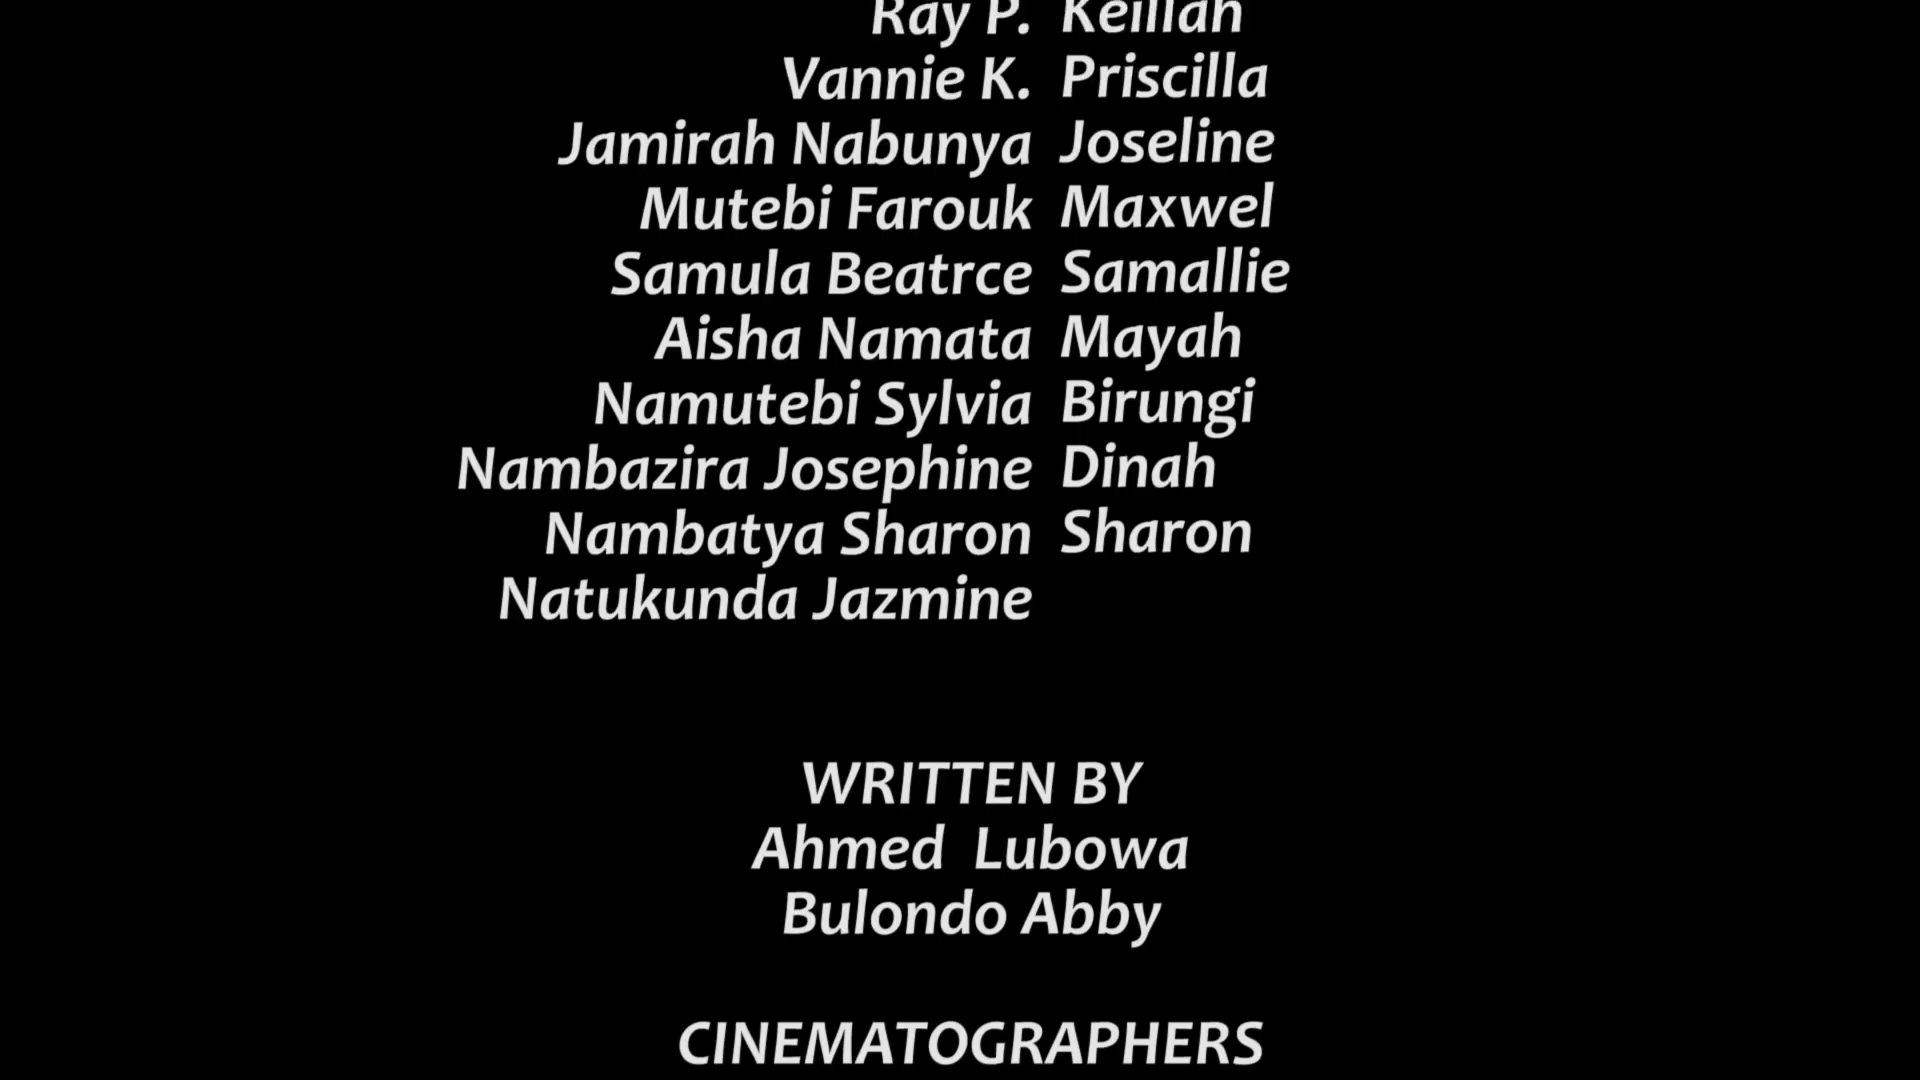 Ray P. Keillah
Vannie K. Priscilla
Jamirah Nabunya Joseline
Mutebi Farouk Maxwel
Samula Beatrce Samallie
Aisha Namata Mayah
Namutebi Sylvia Birungi
Nambazira Josephine Dinah
Nambatya Sharon Sharon
Natukunda Jazmine
WRITTEN BY
Ahmed Lubowa
Bulondo Abby
CINEMATOGRAPHERS